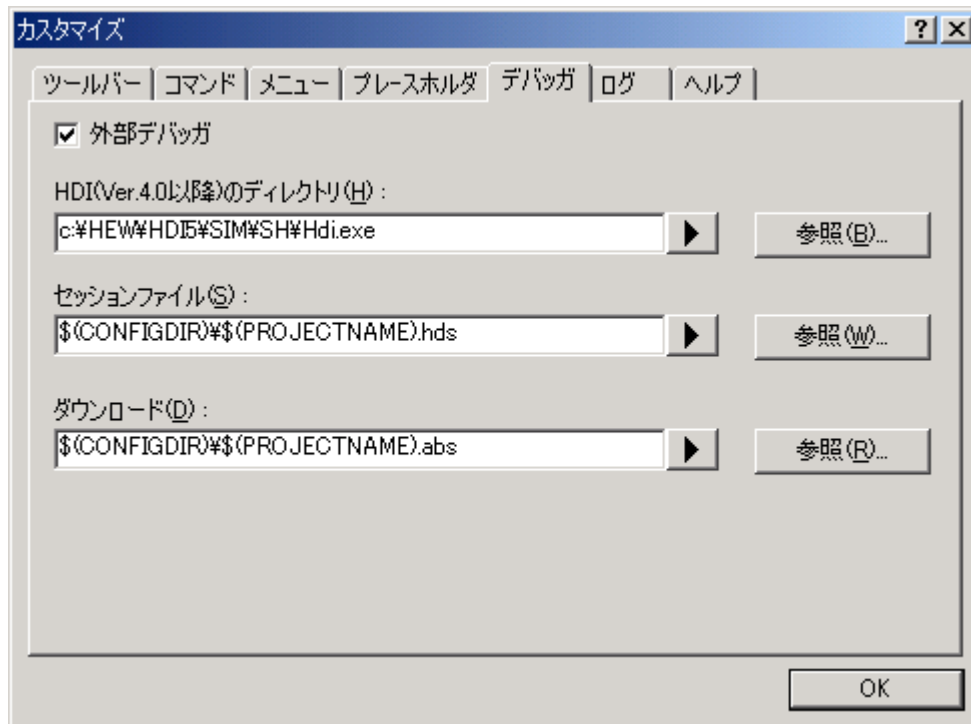 カスタマイズ
ツールバー コマンド メニュー プレースホルダ デバッガ ログ ヘルプ
外部デバッガ
HDI(Ver.4.0以降)のディレクトリ(H) :
c:¥HEW¥HDI5¥SIM¥SH¥Hdi.exe 参照(B)...
セッションファイル(S) :
$(CONFIGDIR)¥$(PROJECTNAME).hds 参照(W)...
ダウンロード(D) :
$(CONFIGDIR)¥$(PROJECTNAME).abs 参照(R)...
OK